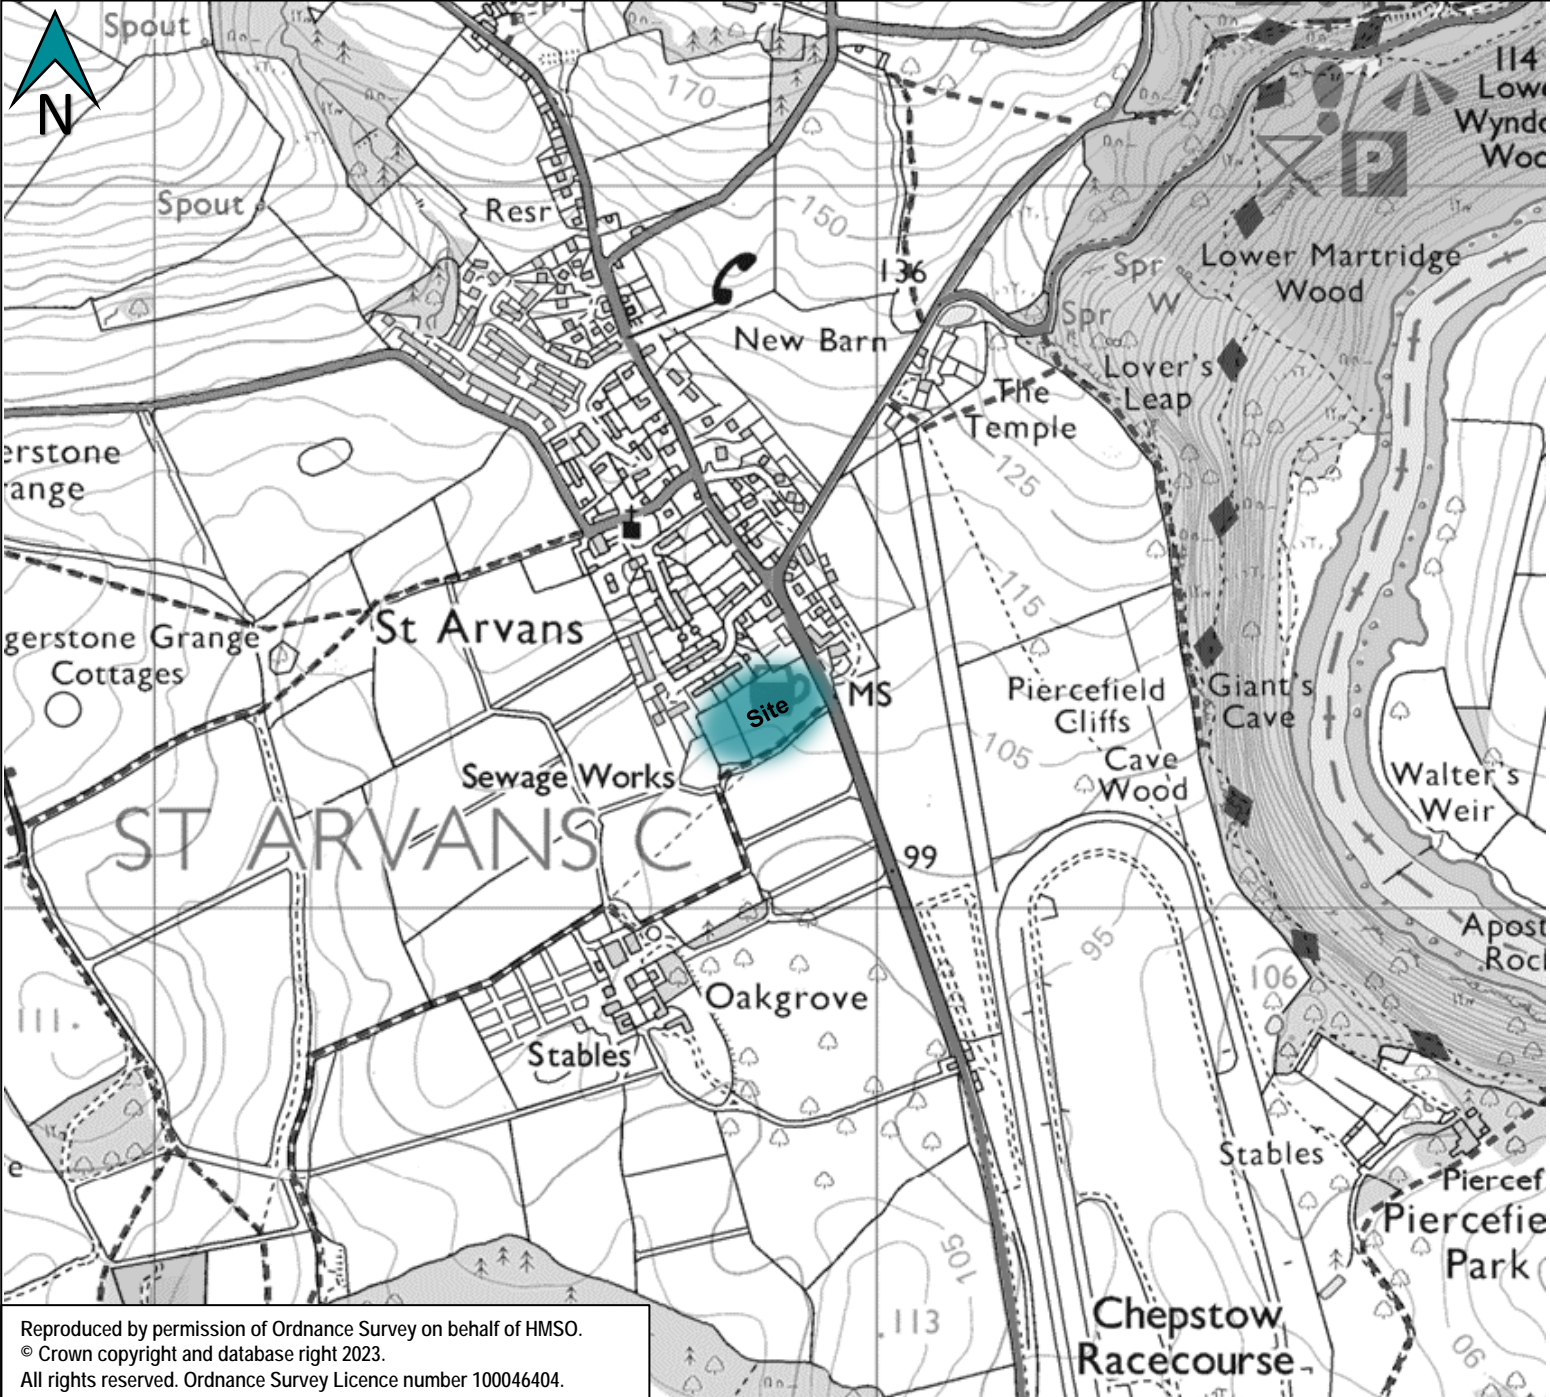 Spout
N
170
114
Lowe
Wyndc
Woo
Spout
Resr
150
136
Spr
W
Spr
Lower Martridge
Wood
New Barn
Lover's
Leap
The
Temple
erstone
ange
125
115
St Arvans
gerstone Grange
Cottages
Site
MS
Piercefield
Cliffs
Giant's
Cave
105
Cave
Wood
Sewage Works
Walter's
Weir
ST ARVANS C
99
95
106
Apost
Rocl
111
Oakgrove
Stables
Stables
e
Piercef
Piercefie
Park
105
113
Chepstow
Racecourse
90
P
Reproduced by permission of Ordnance Survey on behalf of HMSO.
© Crown copyright and database right 2023.
All rights reserved. Ordnance Survey Licence number 100046404.